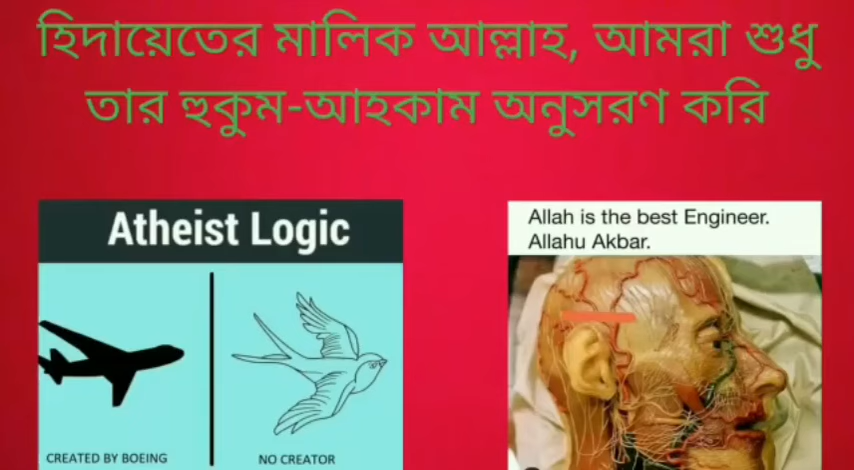 হিদায়েতের মালিক আল্লাহ, আমরা শুধু
তার হুকুম-আহকাম অনুসরণ করি
Atheist Logic
CREATED BY BOEING
NO CREATOR
Allah is the best Engineer.
Allahu Akbar.